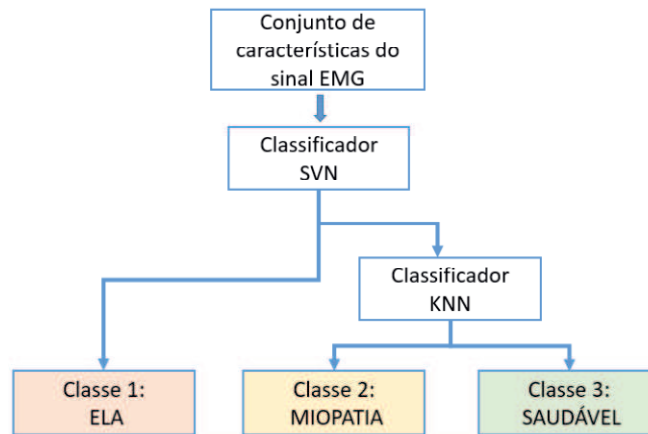 Conjunto de
características do
sinal EMG
Classificador
SVN
Classificador
KNN
Classe 1:
ELA
Classe 2:
MIOPATIA
Classe 3:
SAUDÁVEL